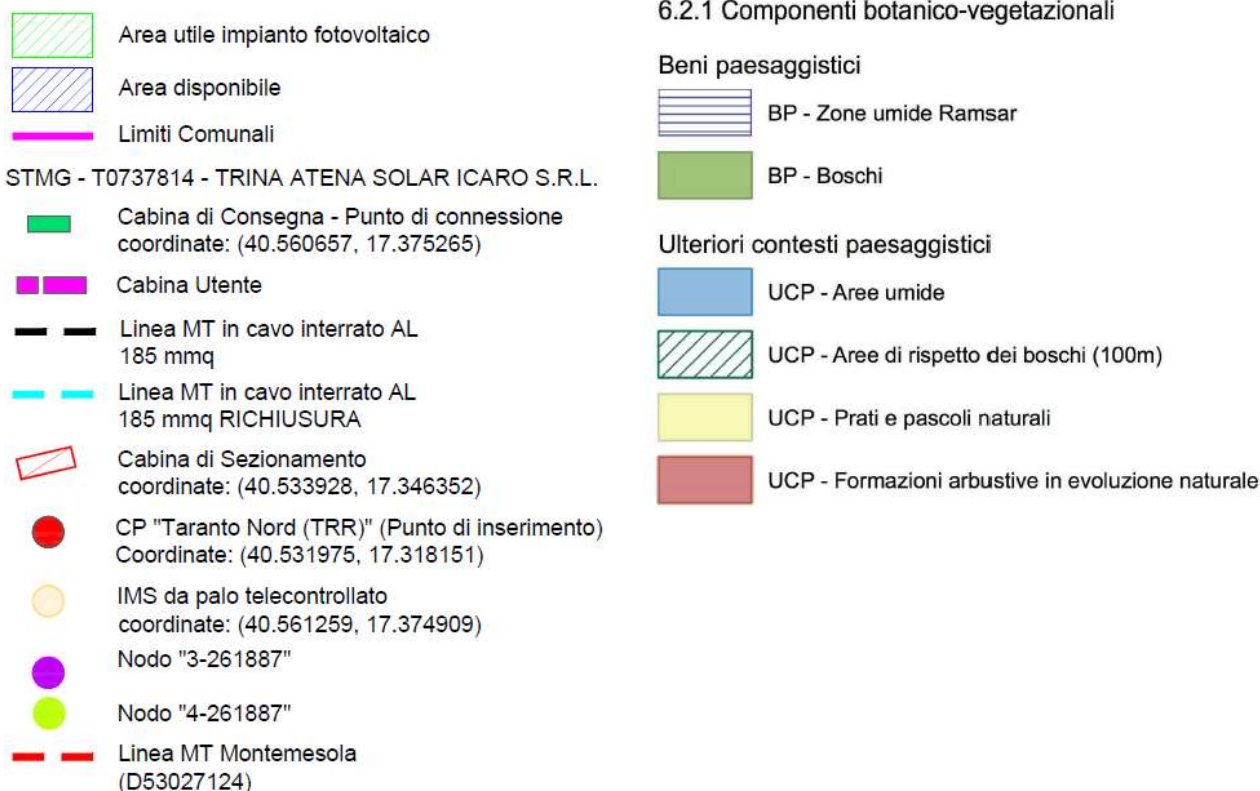 Area utile impianto fotovoltaico
Area disponibile
Limiti Comunali
STMG - T0737814 - TRINA ATENA SOLAR ICARO S.R.L.
Cabina di Consegna - Punto di connessione
coordinate: (40.560657, 17.375265)
Cabina Utente
Linea MT in cavo interrato AL
185 mmq
Linea MT in cavo interrato AL
185 mmq RICHIUSURA
Cabina di Sezionamento
coordinate: (40.533928, 17.346352)
CP "Taranto Nord (TRR)" (Punto di inserimento)
Coordinate: (40.531975, 17.318151)
IMS da palo telecontrollato
coordinate: (40.561259, 17.374909)
Nodo "3-261887"
Nodo "4-261887"
Linea MT Montemesola
(D53027124)
6.2.1 Componenti botanico-vegetazionali
Beni paesaggistici
BP - Zone umide Ramsar
BP - Boschi
Ulteriori contesti paesaggistici
UCP - Aree umide
UCP - Aree di rispetto dei boschi (100m)
UCP - Prati e pascoli naturali
UCP - Formazioni arbustive in evoluzione naturale